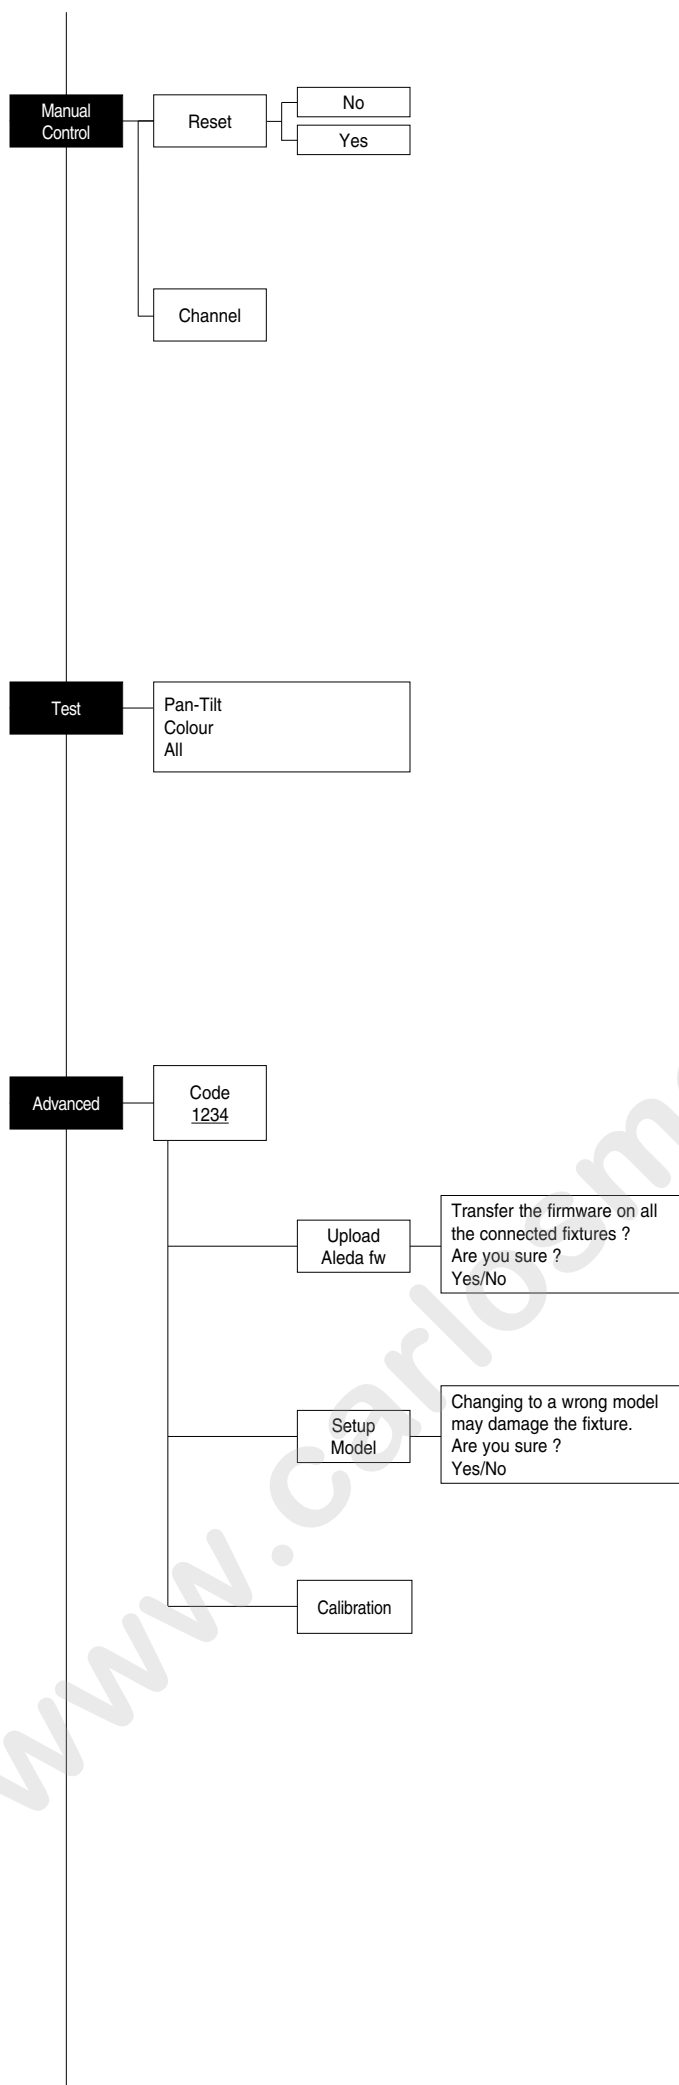 Manual
Control
Reset
No
Yes
Channel
Test
Pan-Tilt
Colour
All
Advanced
Code
1234
Upload
Aleda fw
Transfer the firmware on all
the connected fixtures ?
Are you sure ?
Yes/No
Setup
Model
Changing to a wrong model
may damage the fixture.
Are you sure ?
Yes/No
Calibration
www.carlosm